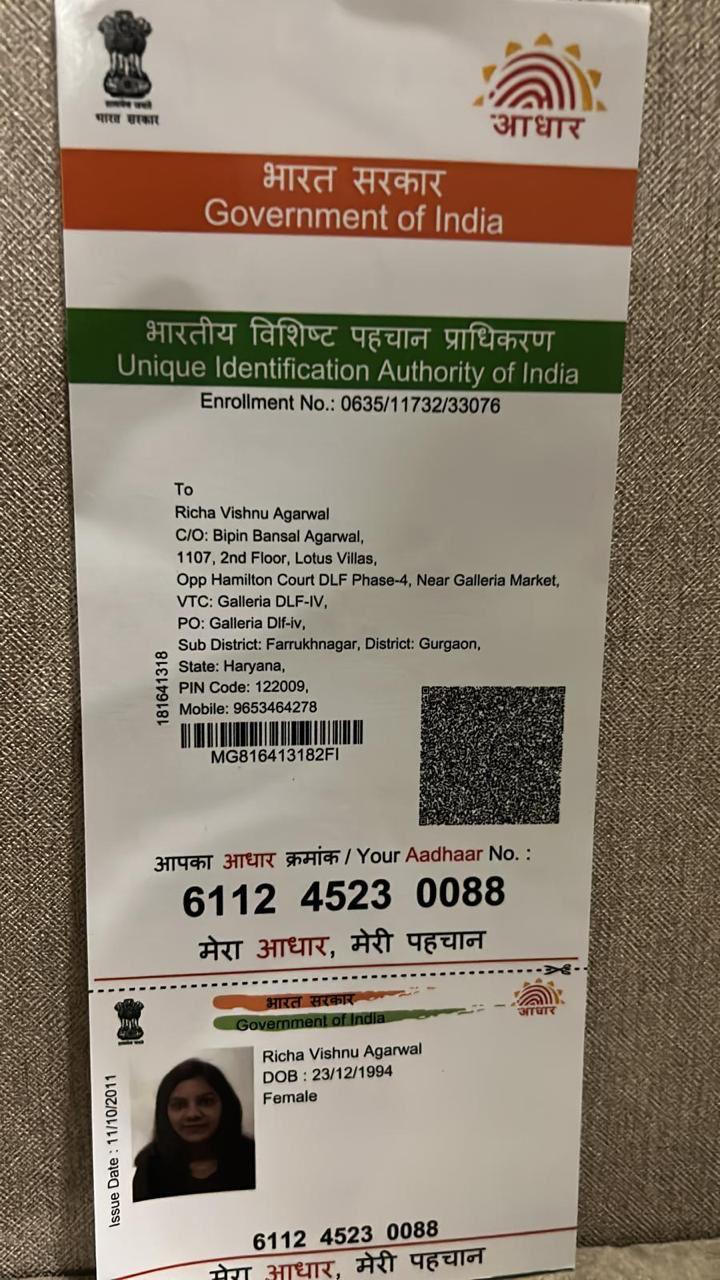 सत्यमेव जयते
भारत सरकार
आधार
भारत सरकार
Government of India
भारतीय विशिष्ट पहचान प्राधिकरण
Unique Identification Authority of India
Enrollment No.: 0635/11732/33076
To
Richa Vishnu Agarwal
C/O: Bipin Bansal Agarwal,
1107, 2nd Floor, Lotus Villas,
Opp Hamilton Court DLF Phase-4, Near Galleria Market,
VTC: Galleria DLF-IV,
PO: Galleria Dlf-iv,
Sub District: Farrukhnagar, District: Gurgaon,
State: Haryana,
PIN Code: 122009,
Mobile: 9653464278
181641318
MG816413182FI
आपका आधार क्रमांक / Your Aadhaar No. :
6112 4523 0088
मेरा आधार, मेरी पहचान
भारत सरकार
Government of India
आधार
Richa Vishnu Agarwal
DOB : 23/12/1994
Female
Issue Date : 11/10/2011
6112 4523 0088
मेरा आधार, मेरी पहचान